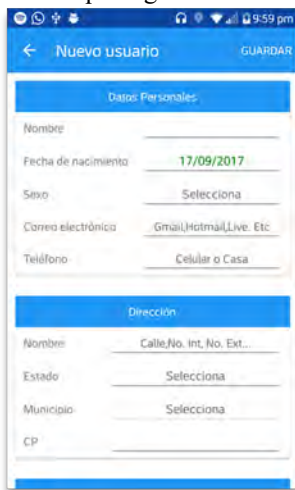 9:59 pm
Nuevo usuario GUARDAR
Datos Personales
Nombre
Fecha de nacimiento 17/09/2017
Sexo Selecciona
Correo electrónico Gmail,Hotmail,Live. Etc
Teléfono Celular o Casa
Dirección
Nombre Calle,No. Int, No. Ext...
Estado Selecciona
Municipio Selecciona
CP